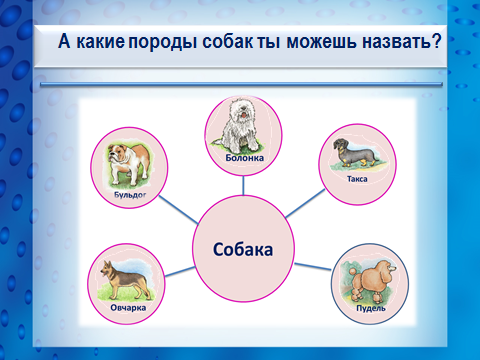 А какие породы собак ты можешь назвать?
Болонка
Бульдог
Такса
Собака
Овчарка
Пудель